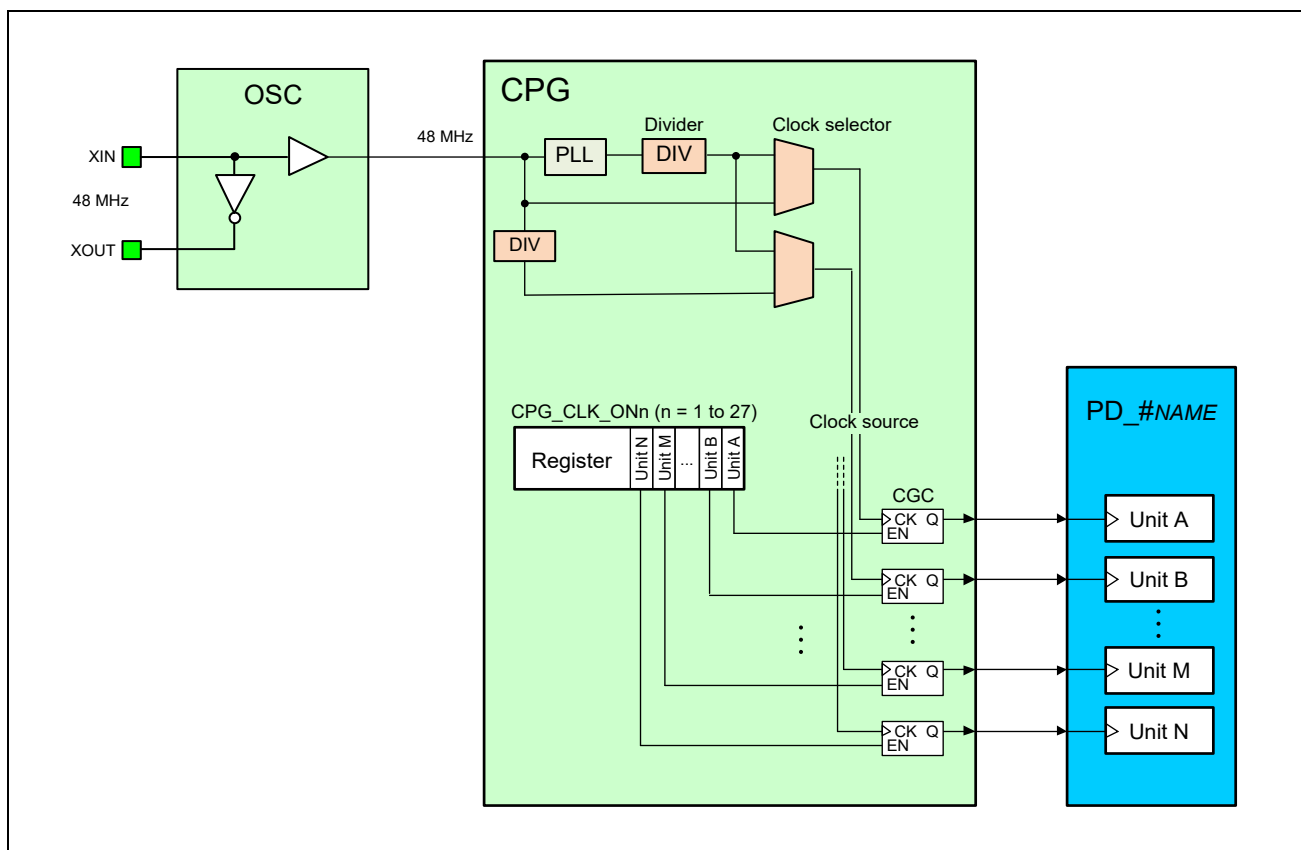 OSC
XIN
48 MHz
XOUT
48 MHz
CPG
PLL
Divider
DIV
Clock selector
DIV
CPG_CLK_ONn (n = 1 to 27)
Register
Unit N
Unit M
...
Unit B
Unit A
Clock source
CGC
CK Q
EN
CK Q
EN
CK Q
EN
CK Q
EN
PD_#NAME
Unit A
Unit B
Unit M
Unit N